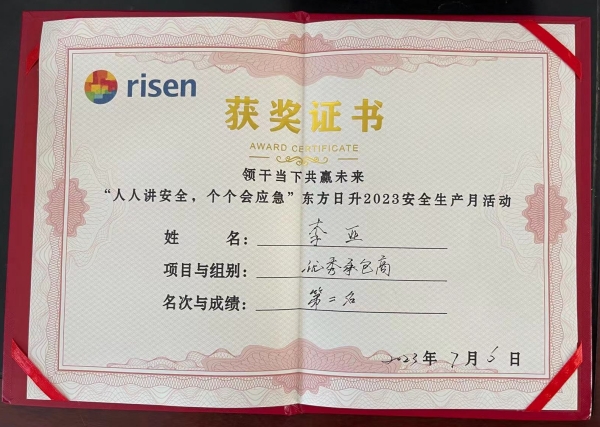 risen
获奖证书
AWARD CERTIFICATE
领干当下共赢未来
“人人讲安全，个个会应急”东方日升2023安全生产月活动
姓 名：李亚
项目与组别：优秀承包商
名次与成绩：第二名
2023年7月6日